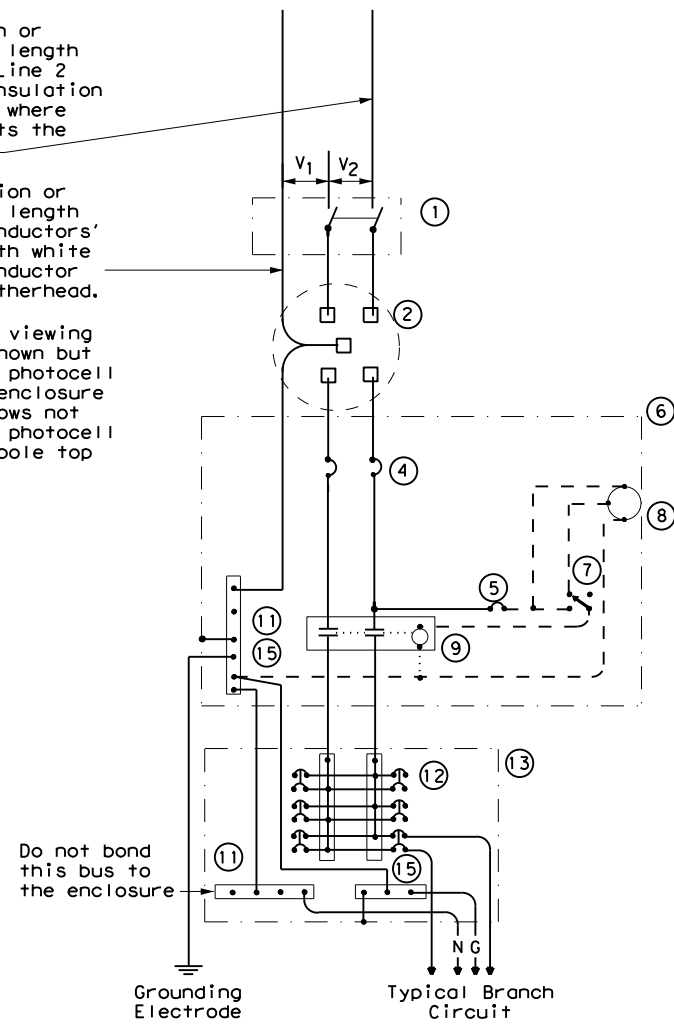 n or
length
Line 2
nsulation
where
ts the
ion or
length
nductors'
th white
nductor
therhead.
viewing
nown but
photocell
enclosure
ows not
photocell
pole top
V1
V2
1
2
6
4
8
7
5
11
15
9
13
12
11
15
Do not bond
this bus to
the enclosure
N G
Grounding
Electrode
Typical Branch
Circuit